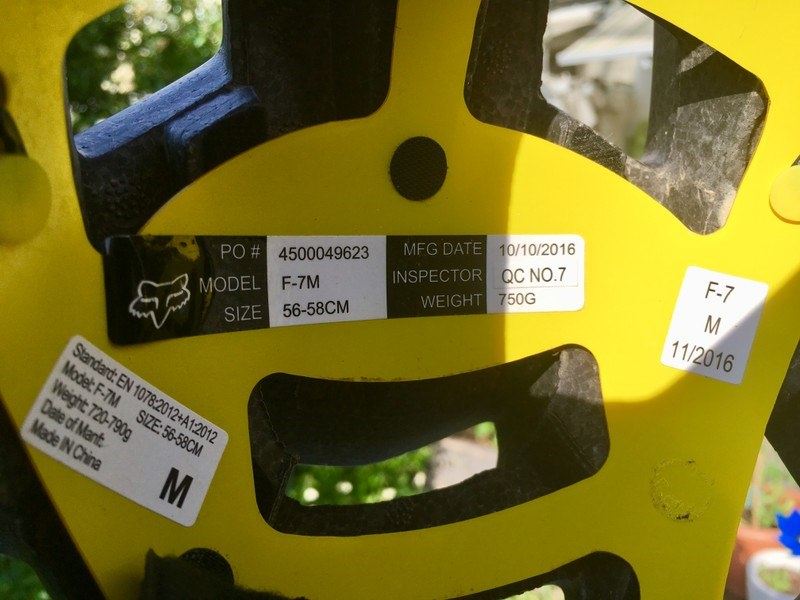 PO # 4500049623 MFG DATE 10/10/2016
MODEL F-7M INSPECTOR QC NO.7
SIZE 56-58CM WEIGHT 750G
F-7
M
11/2016
Standard: EN 1078:2012+A1:2012
Model: F-7M SIZE: 56-58CM
Weight: 720-790g
Date of Manf:
Made IN China
M